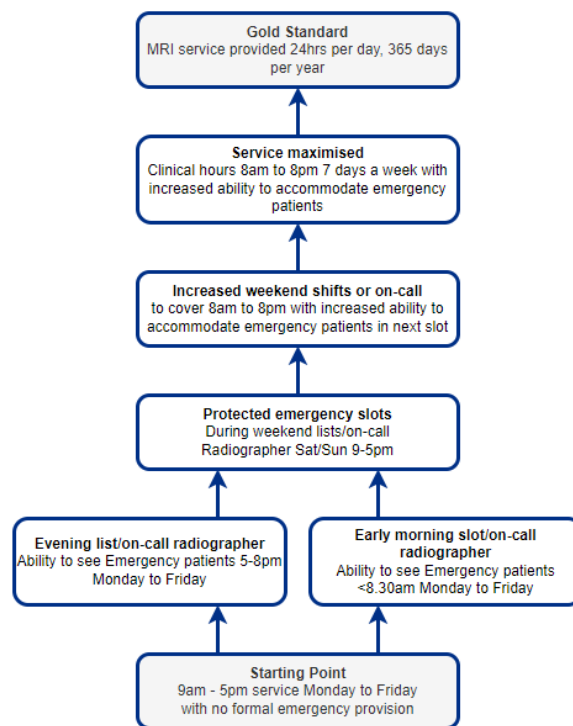 Gold Standard
MRI service provided 24hrs per day, 365 days
per year
Service maximised
Clinical hours 8am to 8pm 7 days a week with
increased ability to accommodate emergency
patients
Increased weekend shifts or on-call
to cover 8am to 8pm with increased ability to
accommodate emergency patients in next slot
Protected emergency slots
During weekend lists/on-call
Radiographer Sat/Sun 9-5pm
Evening list/on-call radiographer
Ability to see Emergency patients 5-8pm
Monday to Friday
Early morning slot/on-call
radiographer
Ability to see Emergency patients
<8.30am Monday to Friday
Starting Point
9am - 5pm service Monday to Friday
with no formal emergency provision